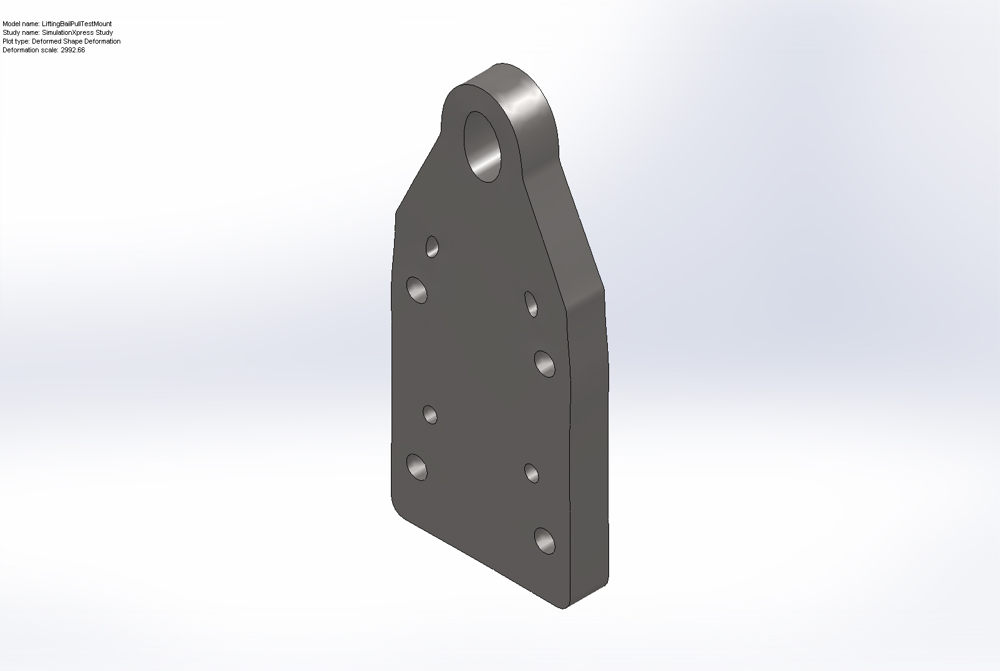 Model name: LiftingBailPullTestMount
Study name: SimulationXpress Study
Plot type: Deformed Shape Deformation
Deformation scale: 2992.66